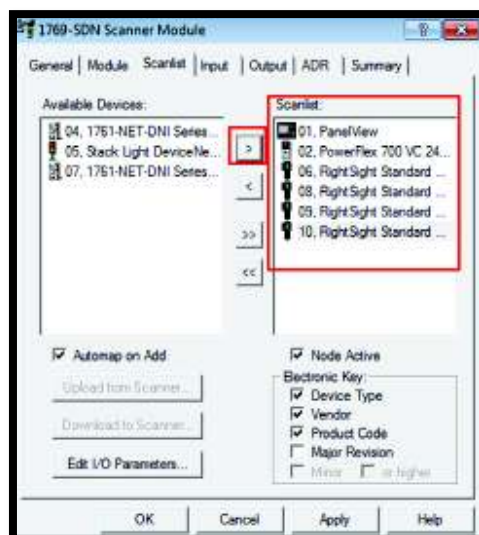 1769-SDN Scanner Module
General | Module | Scanlist | Input | Output | ADR | Summary
Available Devices:
04, 1761-NET-DNI Series...
05, Stack Light DeviceNe...
07, 1761-NET-DNI Series...
>
<
>>
<<
Scanlist:
01, PanelView
02, PowerFlex 700 VC 24...
06, RightSight Standard ...
08, RightSight Standard ...
09, RightSight Standard ...
10, RightSight Standard ...
Automap on Add
Upload from Scanner...
Download to Scanner...
Edit I/O Parameters...
Node Active
Electronic Key:
Device Type
Vendor
Product Code
Major Revision
Minor
or higher
OK
Cancel
Apply
Help